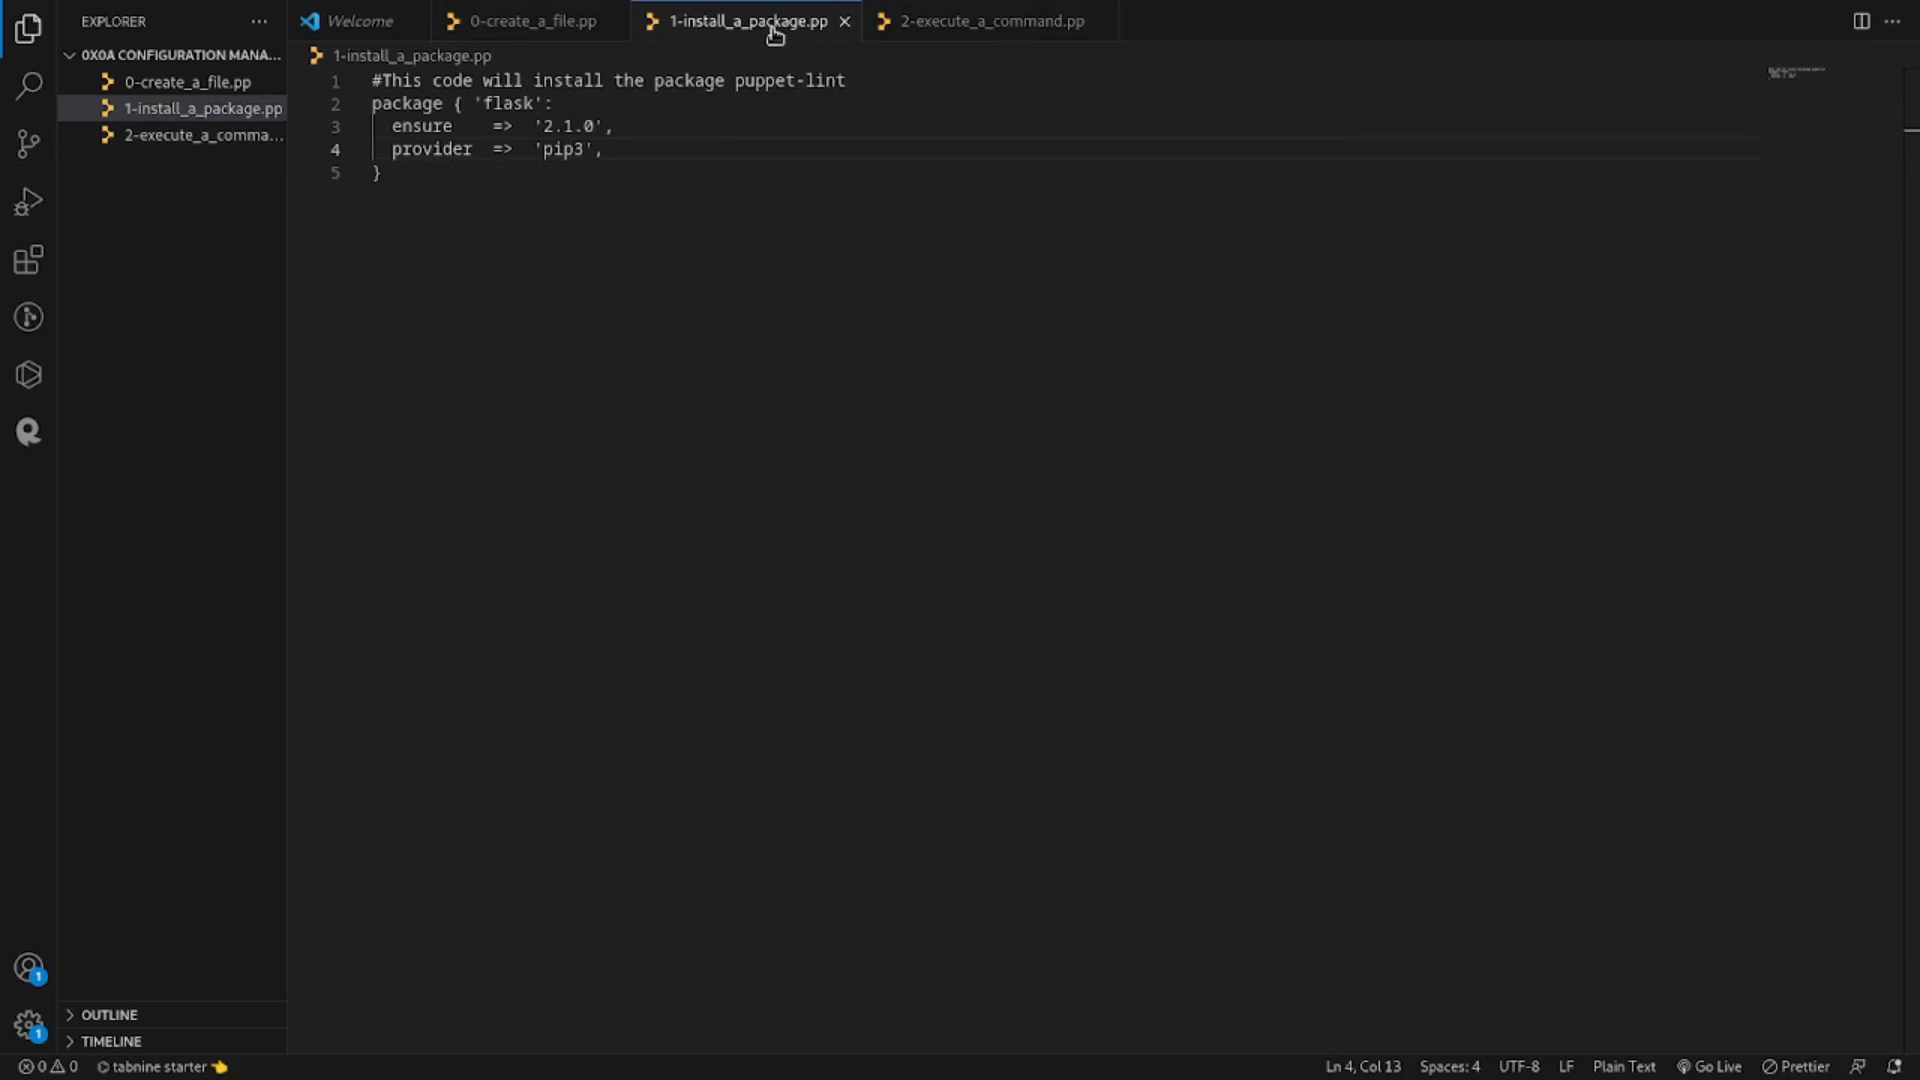 EXPLORER
0X0A CONFIGURATION MANA...
0-create_a_file.pp
1-install_a_package.pp
2-execute_a_comma...
OUTLINE
TIMELINE
Welcome
0-create_a_file.pp
1-install_a_package.pp
2-execute_a_command.pp
1-install_a_package.pp
1 #This code will install the package puppet-lint
2 package { 'flask':
3 ensure => '2.1.0',
4 provider => 'pip3',
5 }
1
1
0 0 tabnine starter Ln 4, Col 13 Spaces: 4 UTF-8 LF Plain Text Go Live Prettier